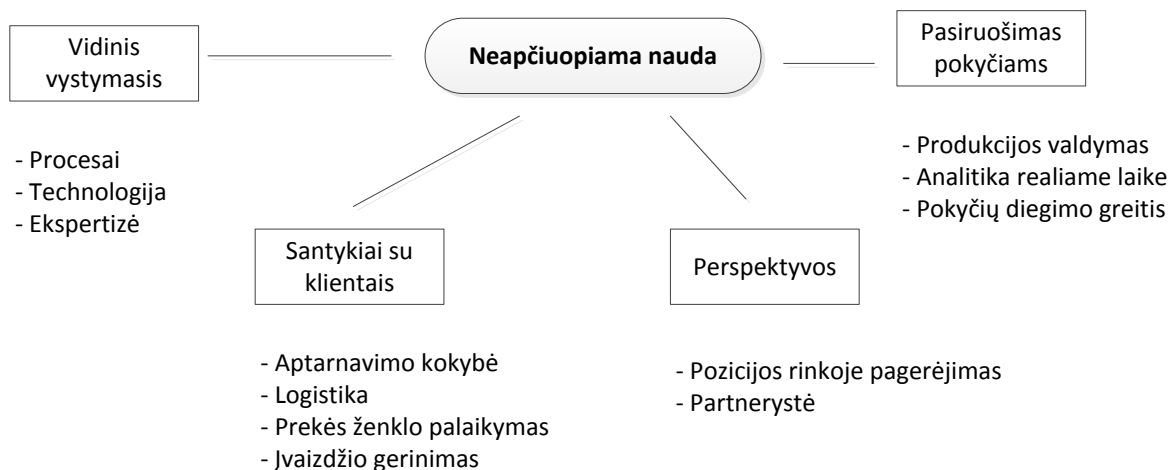 Neapčiuopiama nauda
Vidinis
vystymasis
- Procesai
- Technologija
- Ekspertizė
Santykiai su
klientais
- Aptarnavimo kokybė
- Logistika
- Prekės ženklo palaikymas
- Įvaizdžio gerinimas
Perspektyvos
- Pozicijos rinkoje pagerėjimas
- Partnerystė
Pasiruošimas
pokyčiams
- Produkcijos valdymas
- Analitika realiame laike
- Pokyčių diegimo greitis